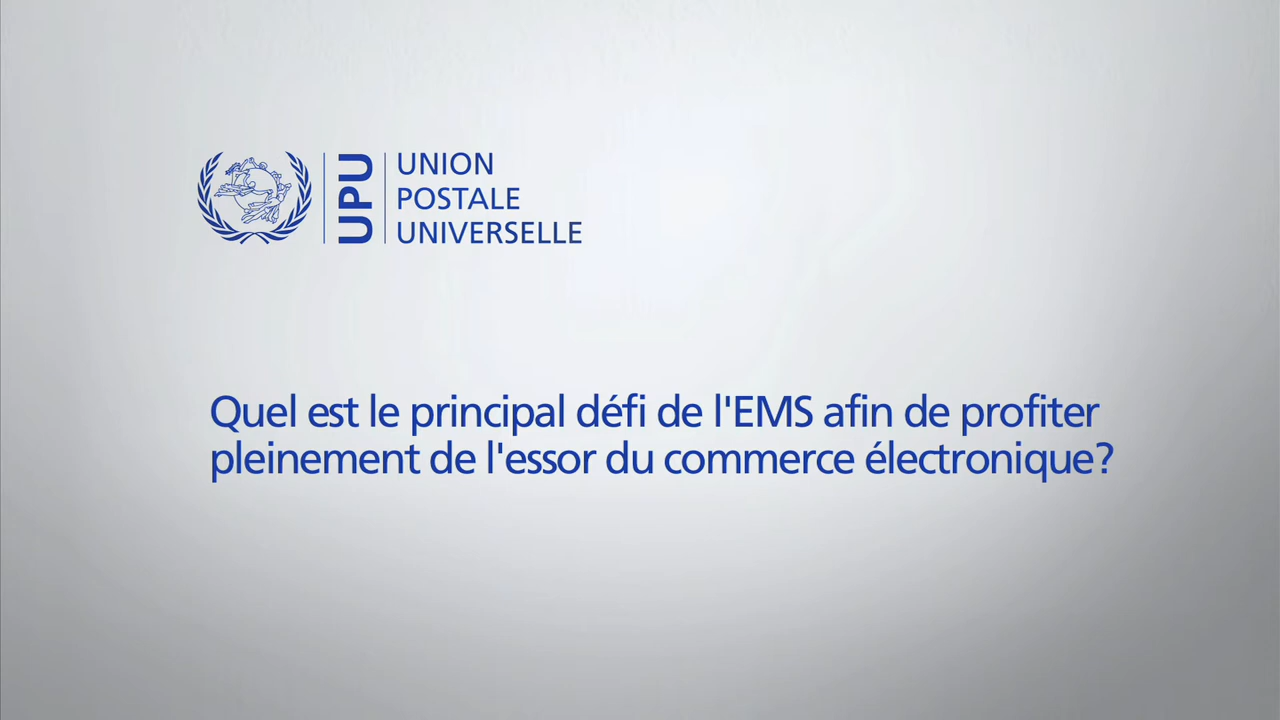 UPU
UNION
POSTALE
UNIVERSELLE
Quel est le principal défi de l'EMS afin de profiter
pleinement de l'essor du commerce électronique?